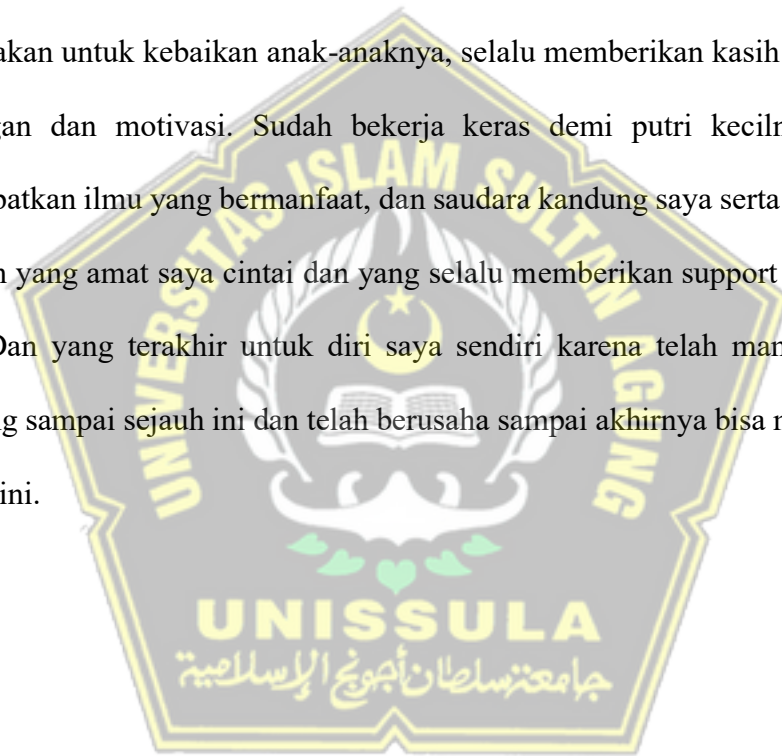 akan untuk kebaikan anak-anaknya, selalu memberikan kasih
gan dan motivasi. Sudah bekerja keras demi putri keciln
patkan ilmu yang bermanfaat, dan saudara kandung saya serta
n yang amat saya cintai dan yang selalu memberikan support
Dan yang terakhir untuk diri saya sendiri karena telah mam
g sampai sejauh ini dan telah berusaha sampai akhirnya bisa
ini.
UNIVERSITAS ISLAM SULTAN AGUNG
UNISSULA
جامعتنسلطان أجونج الإسلامية